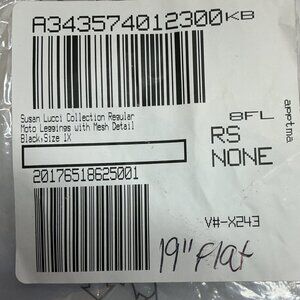 A343574012300KB
Susan Lucci Collection Regular
Moto Leggings with Mesh Detail
Black,Size 1X
20176518625001
8FL
RS
NONE
apptma
V#-X243
19" Flat